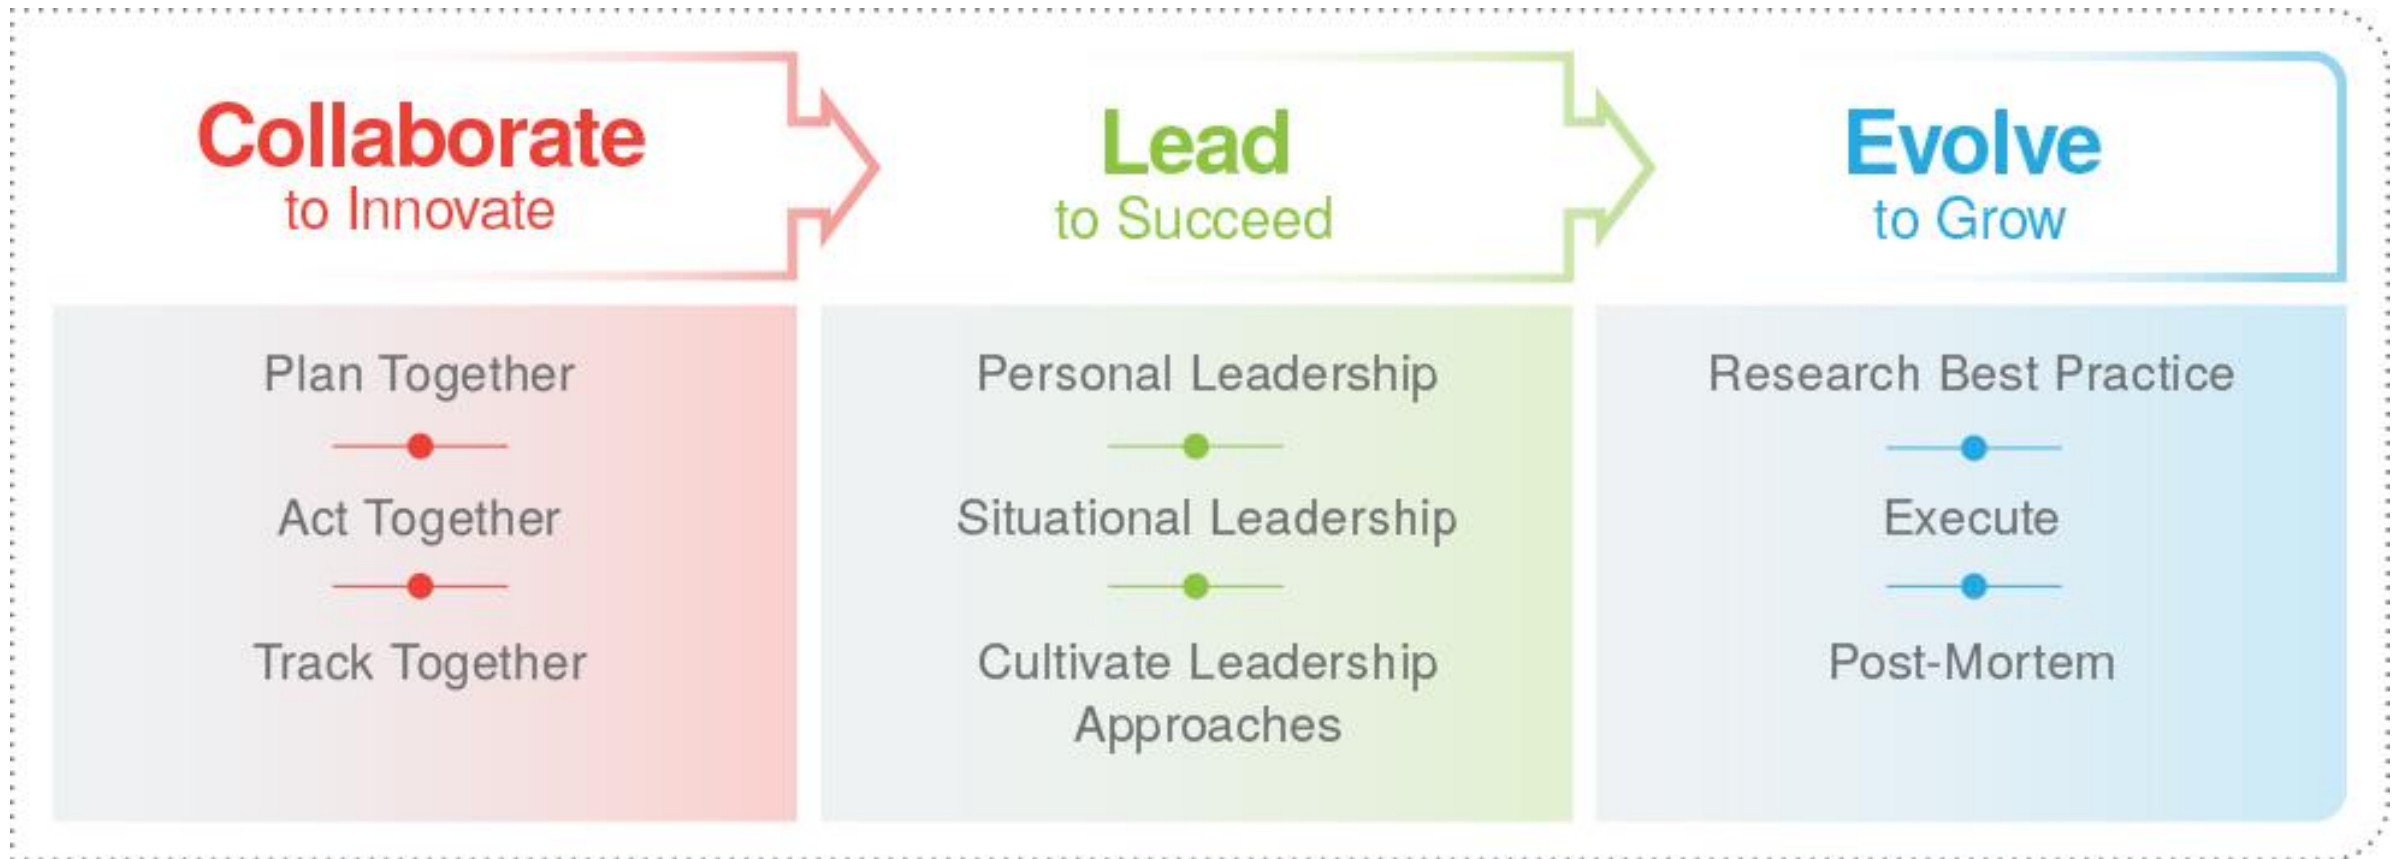 Collaborate
to Innovate
Plan Together
Act Together
Track Together
Lead
to Succeed
Personal Leadership
Situational Leadership
Cultivate Leadership
Approaches
Evolve
to Grow
Research Best Practice
Execute
Post-Mortem